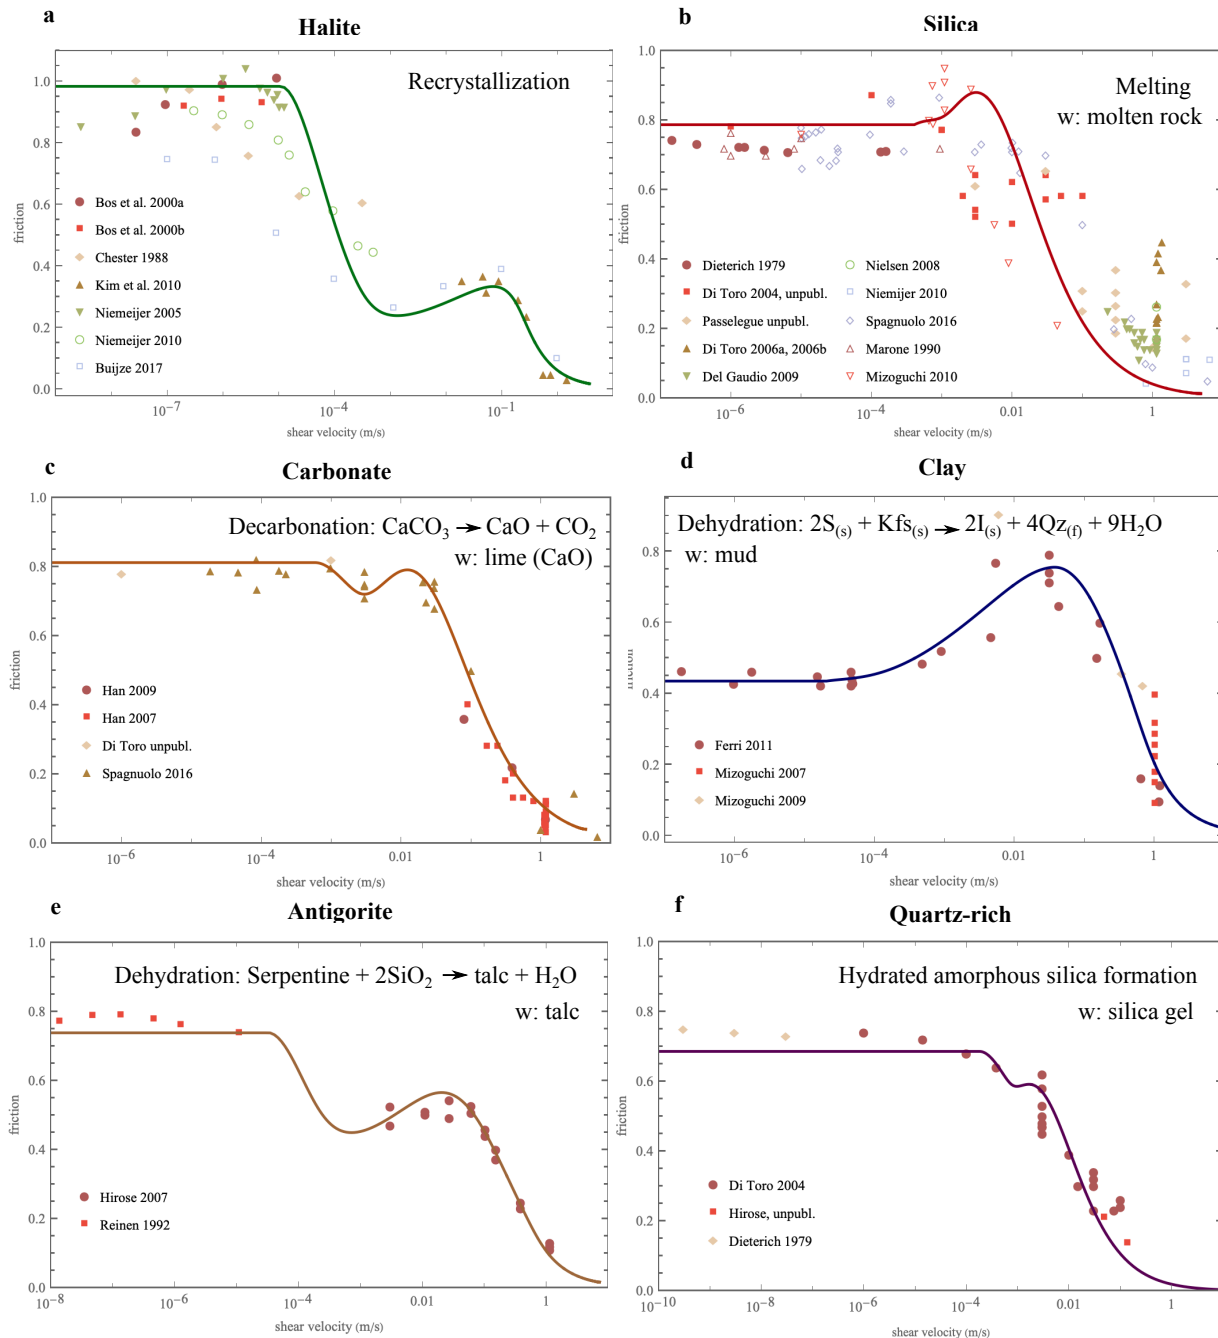 a
Halite
1.0
0.8
0.6
0.4
0.2
0.0
friction
Recrystallization
Bos et al. 2000a
Bos et al. 2000b
Chester 1988
Kim et al. 2010
Niemeijer 2005
Niemeijer 2010
Buijze 2017
10⁻⁷
10⁻⁴
10⁻¹
shear velocity (m/s)
b
Silica
1.0
0.8
0.6
0.4
0.2
0.0
friction
Melting
w: molten rock
Dieterich 1979
Di Toro 2004, unpubl.
Passelegue unpubl.
Di Toro 2006a, 2006b
Del Gaudio 2009
Nielsen 2008
Niemijer 2010
Spagnuolo 2016
Marone 1990
Mizoguchi 2010
10⁻⁶
10⁻⁴
0.01
1
shear velocity (m/s)
c
Carbonate
1.0
0.8
0.6
0.4
0.2
0.0
friction
Decarbonation: CaCO₃ → CaO + CO₂
w: lime (CaO)
Han 2009
Han 2007
Di Toro unpubl.
Spagnuolo 2016
10⁻⁶
10⁻⁴
0.01
1
shear velocity (m/s)
d
Clay
0.8
0.6
0.4
0.2
0.0
friction
Dehydration: 2S₍s₎ + Kfs₍s₎ → 2I₍s₎ + 4Qz₍f₎ + 9H₂O
w: mud
Ferri 2011
Mizoguchi 2007
Mizoguchi 2009
10⁻⁶
10⁻⁴
0.01
1
shear velocity (m/s)
e
Antigorite
1.0
0.8
0.6
0.4
0.2
0.0
friction
Dehydration: Serpentine + 2SiO₂ → talc + H₂O
w: talc
Hirose 2007
Reinen 1992
10⁻⁸
10⁻⁶
10⁻⁴
0.01
1
shear velocity (m/s)
f
Quartz-rich
1.0
0.8
0.6
0.4
0.2
0.0
friction
Hydrated amorphous silica formation
w: silica gel
Di Toro 2004
Hirose, unpubl.
Dieterich 1979
10⁻¹⁰
10⁻⁸
10⁻⁶
10⁻⁴
0.01
1
shear velocity (m/s)